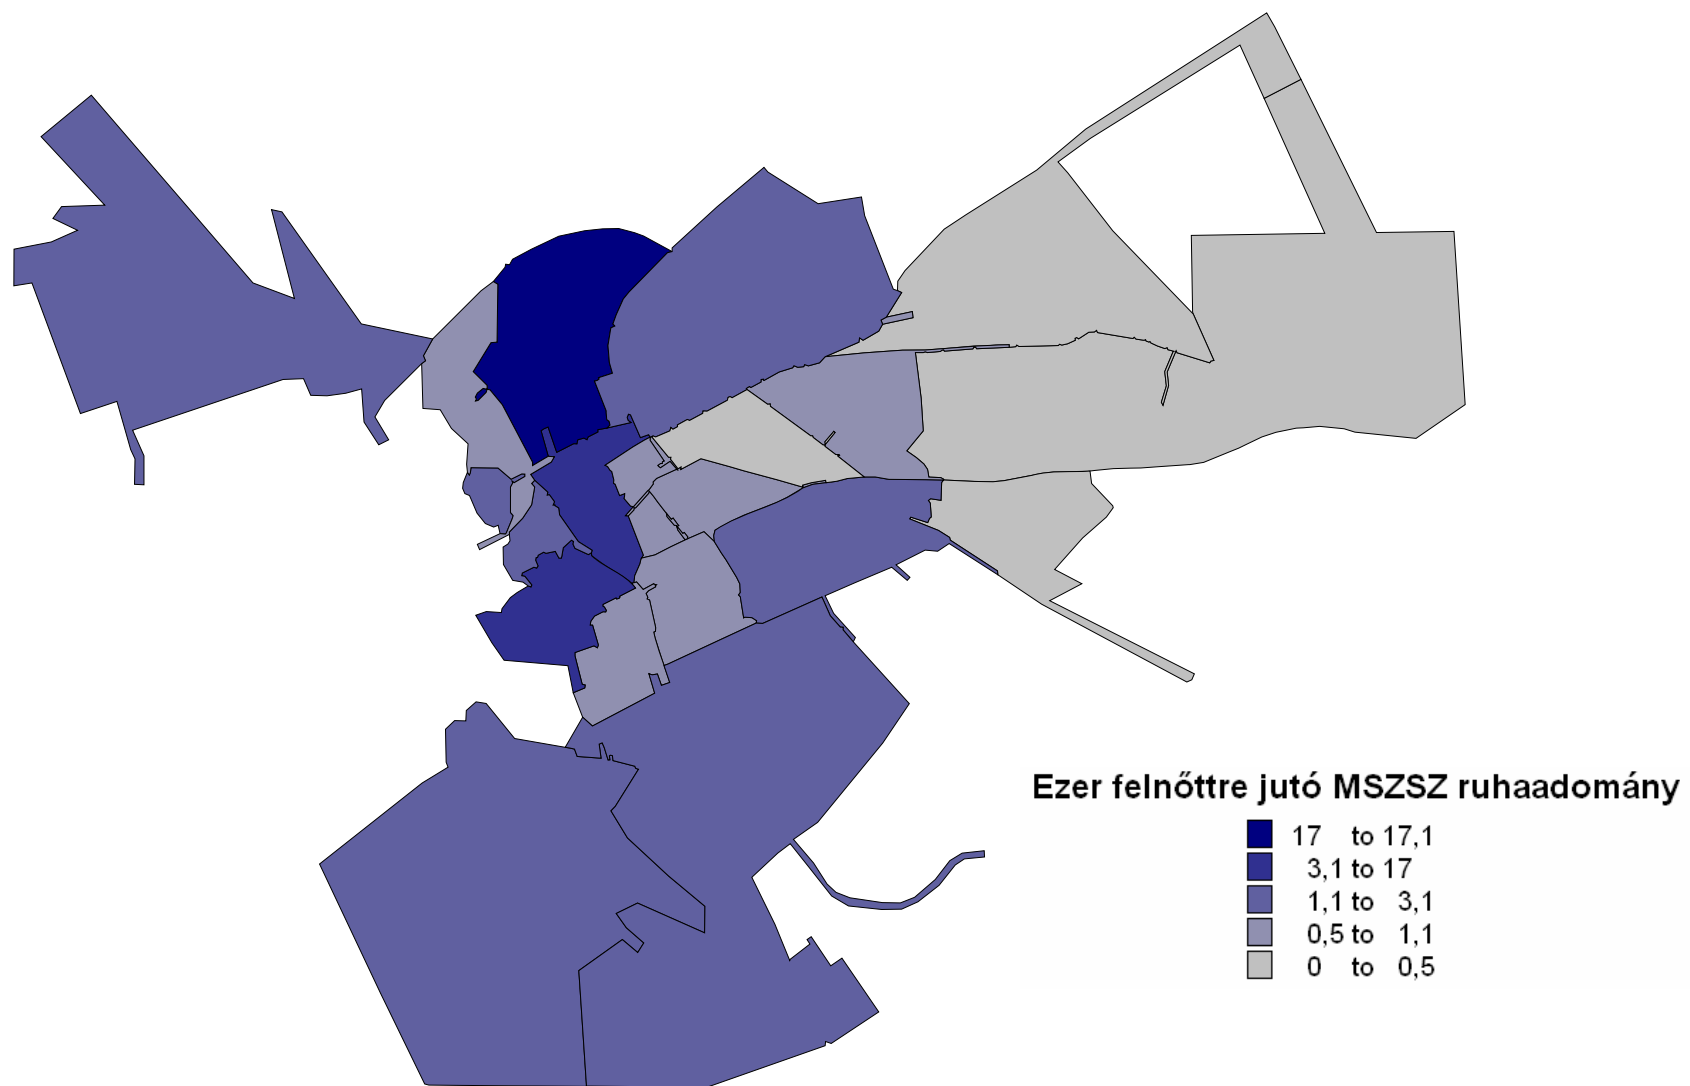 Ezer felnőttre jutó MSZSZ ruhaadomány
17 to 17,1
3,1 to 17
1,1 to 3,1
0,5 to 1,1
0 to 0,5